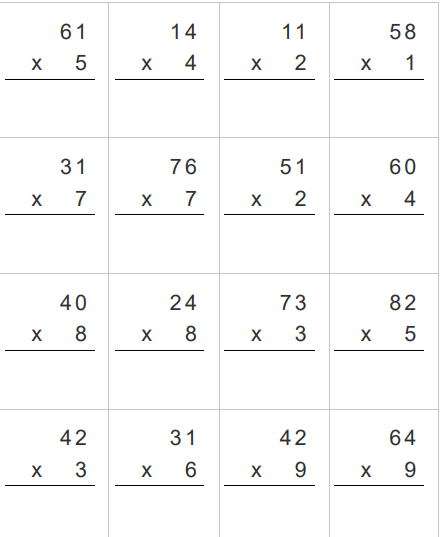 61 14 11 58
x 5 x 4 x 2 x 1
31 76 51 60
x 7 x 7 x 2 x 4
40 24 73 82
x 8 x 8 x 3 x 5
42 31 42 64
x 3 x 6 x 9 x 9